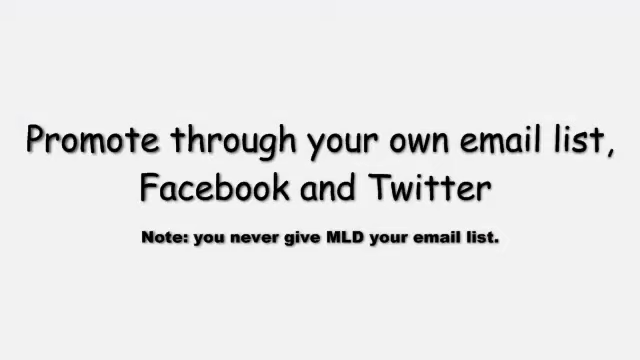 Promote through your own email list,
Facebook and Twitter
Note: you never give MLD your email list.